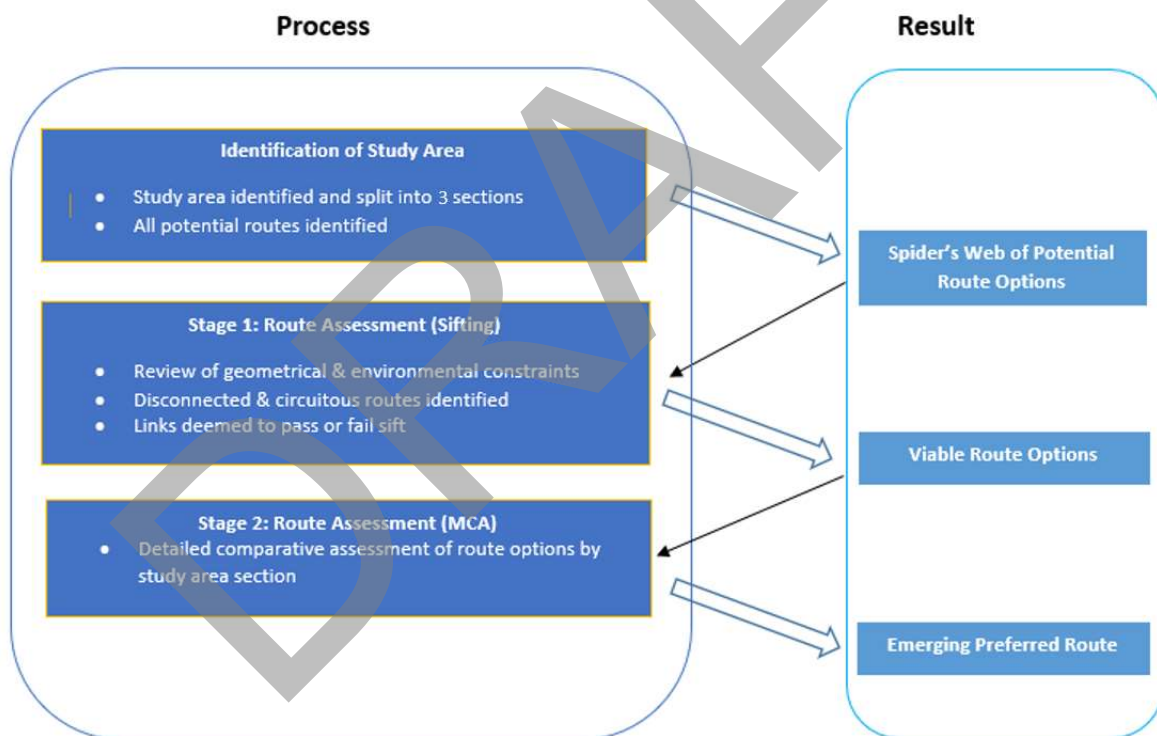 Process
Result
Identification of Study Area
• Study area identified and split into 3 sections
• All potential routes identified
Spider's Web of Potential
Route Options
Stage 1: Route Assessment (Sifting)
• Review of geometrical & environmental constraints
• Disconnected & circuitous routes identified
• Links deemed to pass or fail sift
Viable Route Options
Stage 2: Route Assessment (MCA)
• Detailed comparative assessment of route options by
study area section
Emerging Preferred Route
DRAF